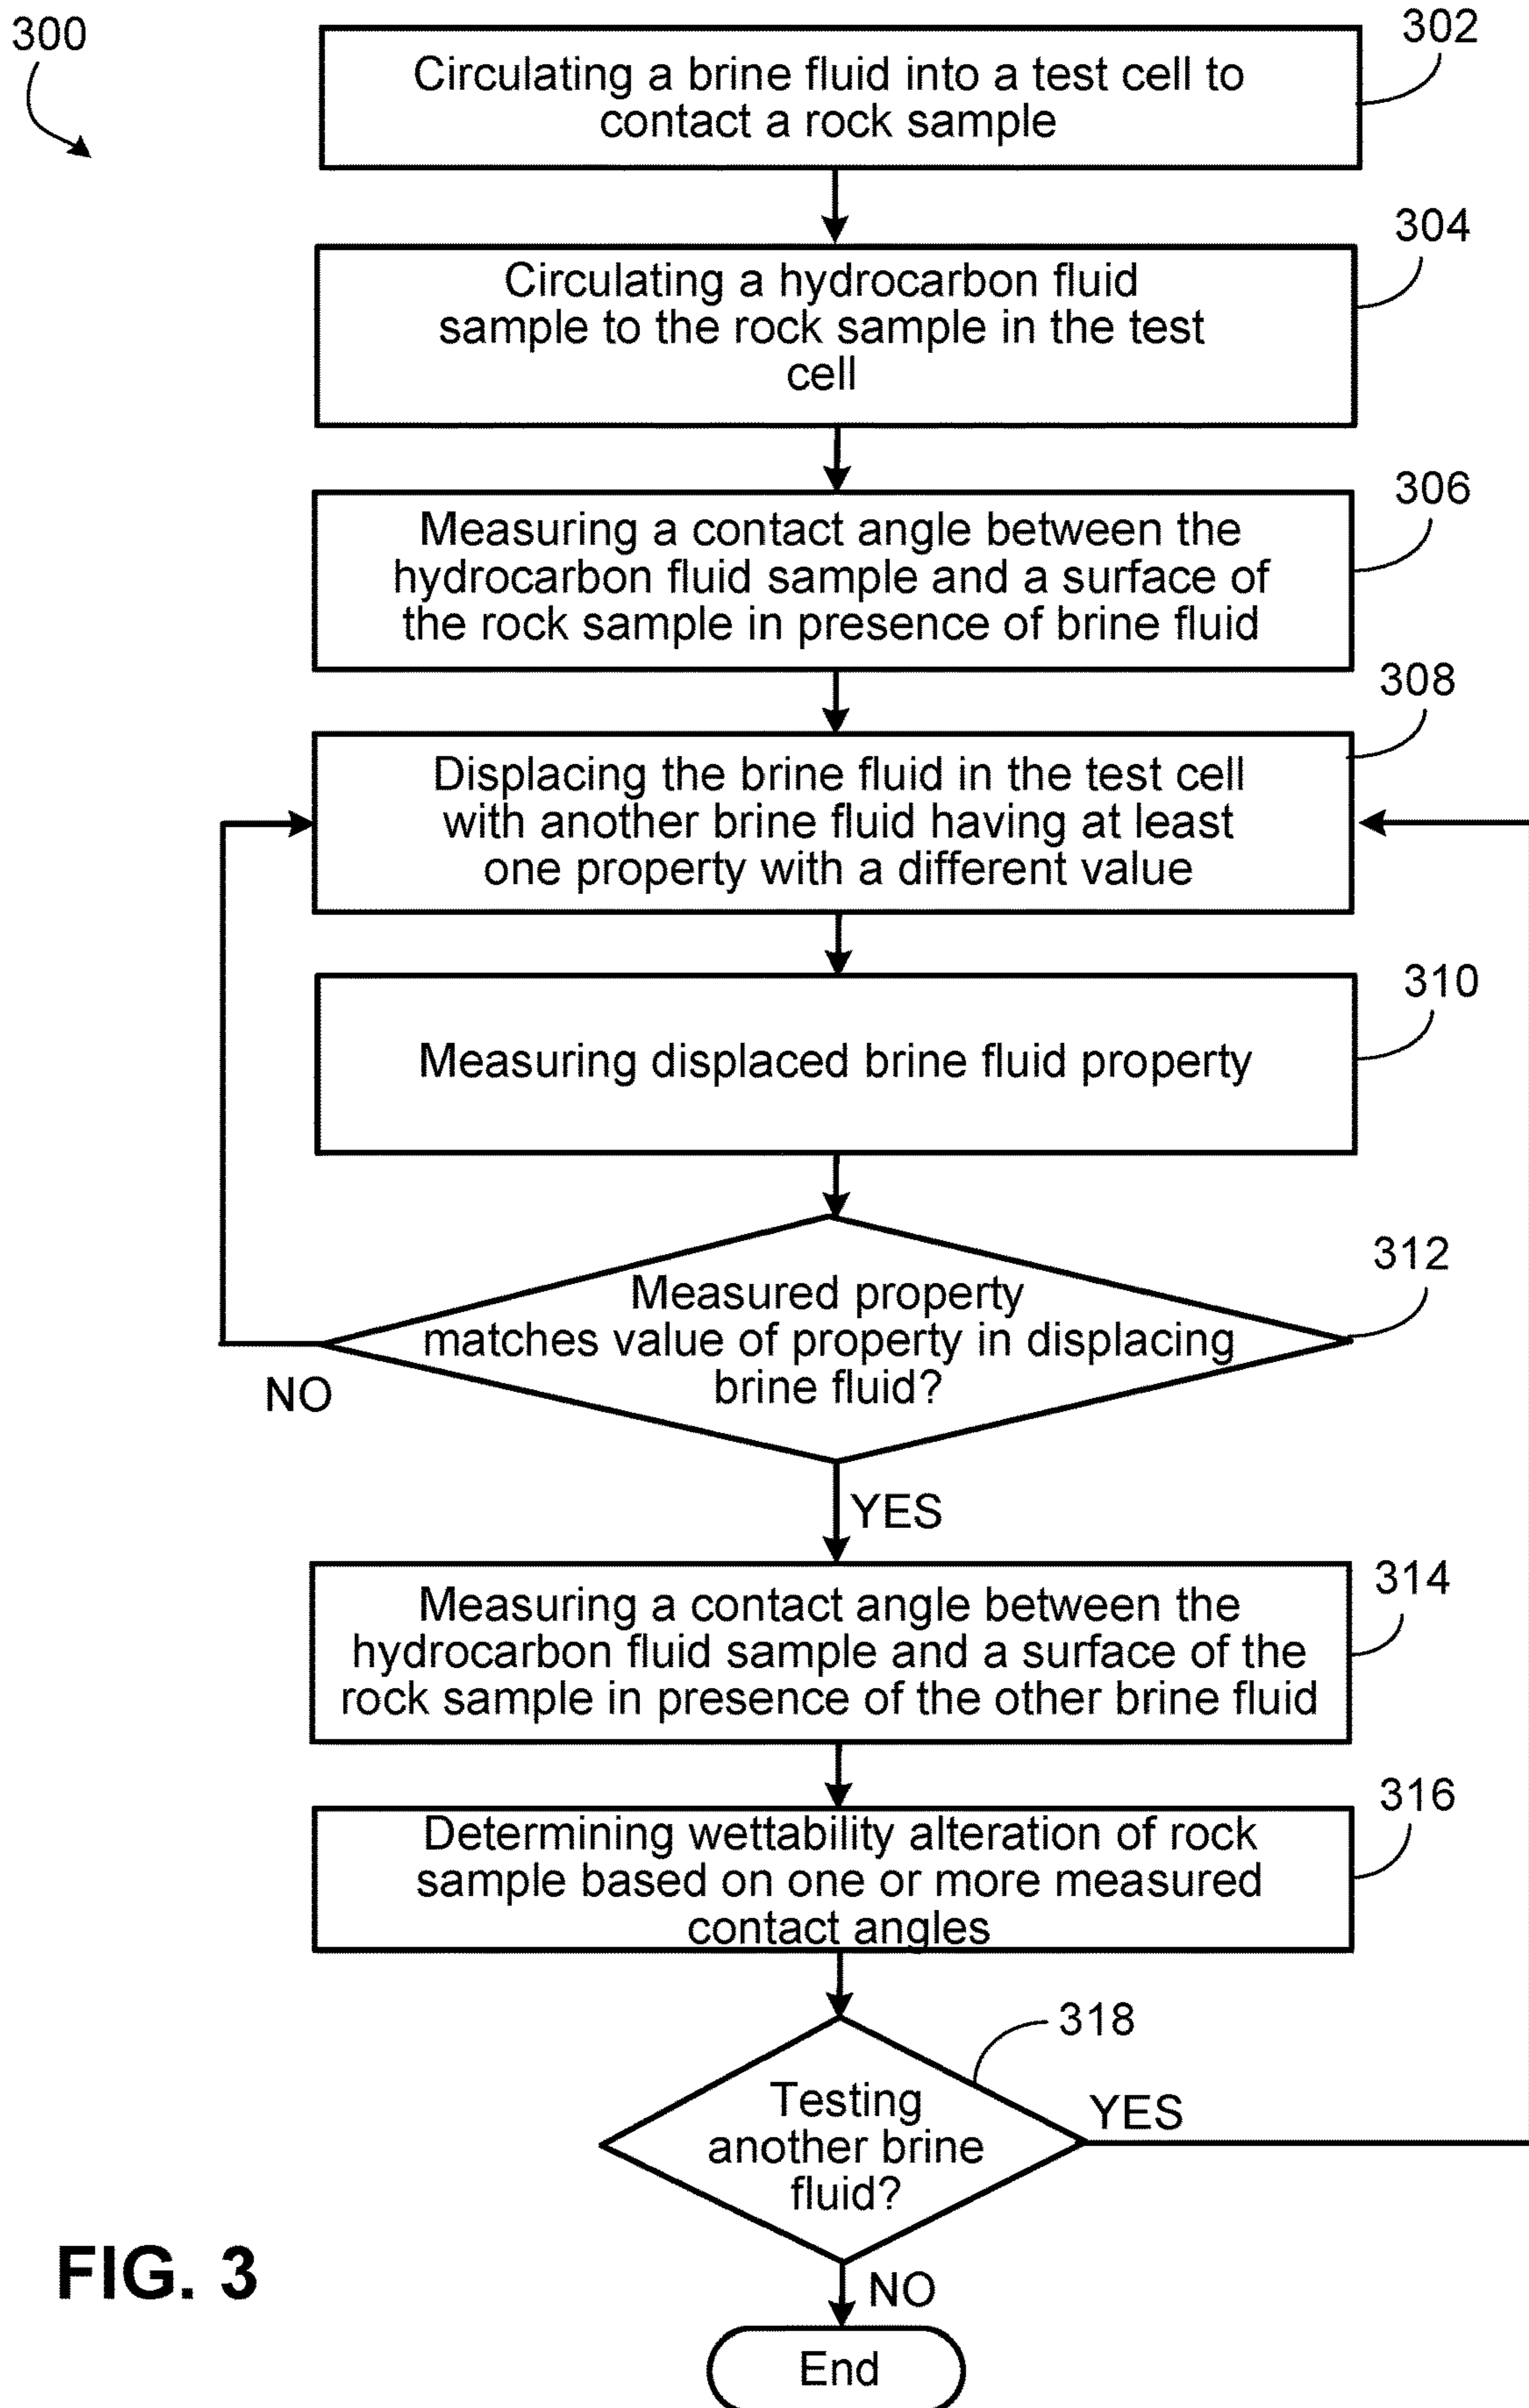 300
302
Circulating a brine fluid into a test cell to
contact a rock sample
304
Circulating a hydrocarbon fluid
sample to the rock sample in the test
cell
306
Measuring a contact angle between the
hydrocarbon fluid sample and a surface of
the rock sample in presence of brine fluid
308
Displacing the brine fluid in the test cell
with another brine fluid having at least
one property with a different value
310
Measuring displaced brine fluid property
312
Measured property
matches value of property in displacing
brine fluid?
NO
YES
314
Measuring a contact angle between the
hydrocarbon fluid sample and a surface of the
rock sample in presence of the other brine fluid
316
Determining wettability alteration of rock
sample based on one or more measured
contact angles
318
Testing
another brine
fluid?
YES
NO
End
FIG. 3